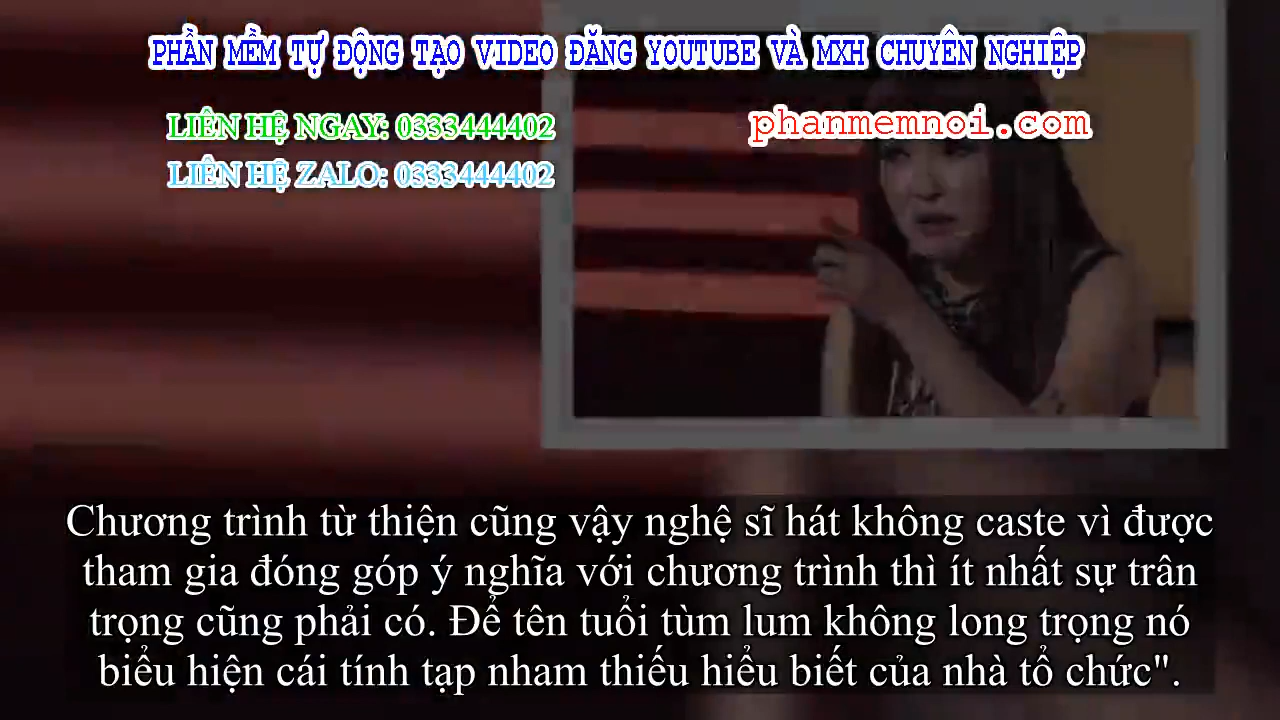 PHẦN MỀM TỰ ĐỘNG TẠO VIDEO ĐĂNG YOUTUBE VÀ MXH CHUYÊN NGHIỆP
LIÊN HỆ NGAY: 0333444402
phanmemnoi.com
LIÊN HỆ ZALO: 0333444402
Chương trình từ thiện cũng vậy nghệ sĩ hát không caste vì được
tham gia đóng góp ý nghĩa với chương trình thì ít nhất sự trân
trọng cũng phải có. Để tên tuổi tùm lum không long trọng nó
biểu hiện cái tính tạp nham thiếu hiểu biết của nhà tổ chức".